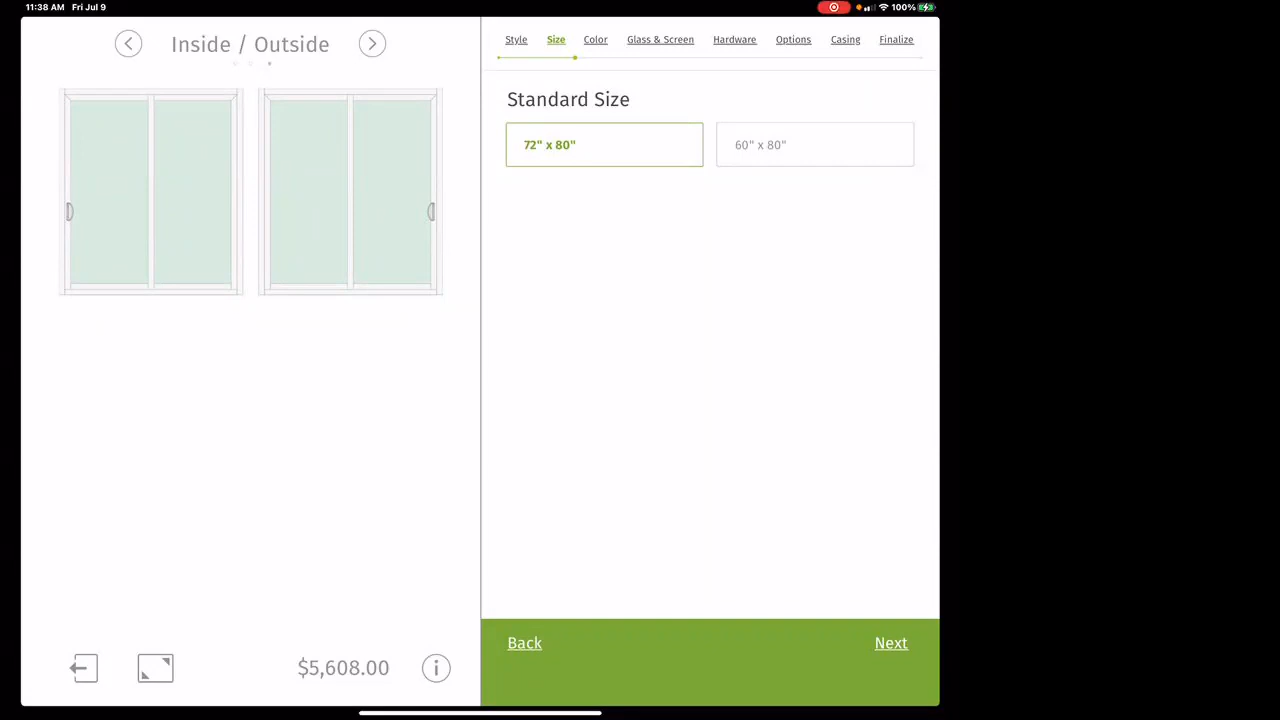 11:38 AM Fri Jul 9 100%
Inside / Outside
Style Size Color Glass & Screen Hardware Options Casing Finalize
Standard Size
72" x 80" 60" x 80"
$5,608.00
Back Next